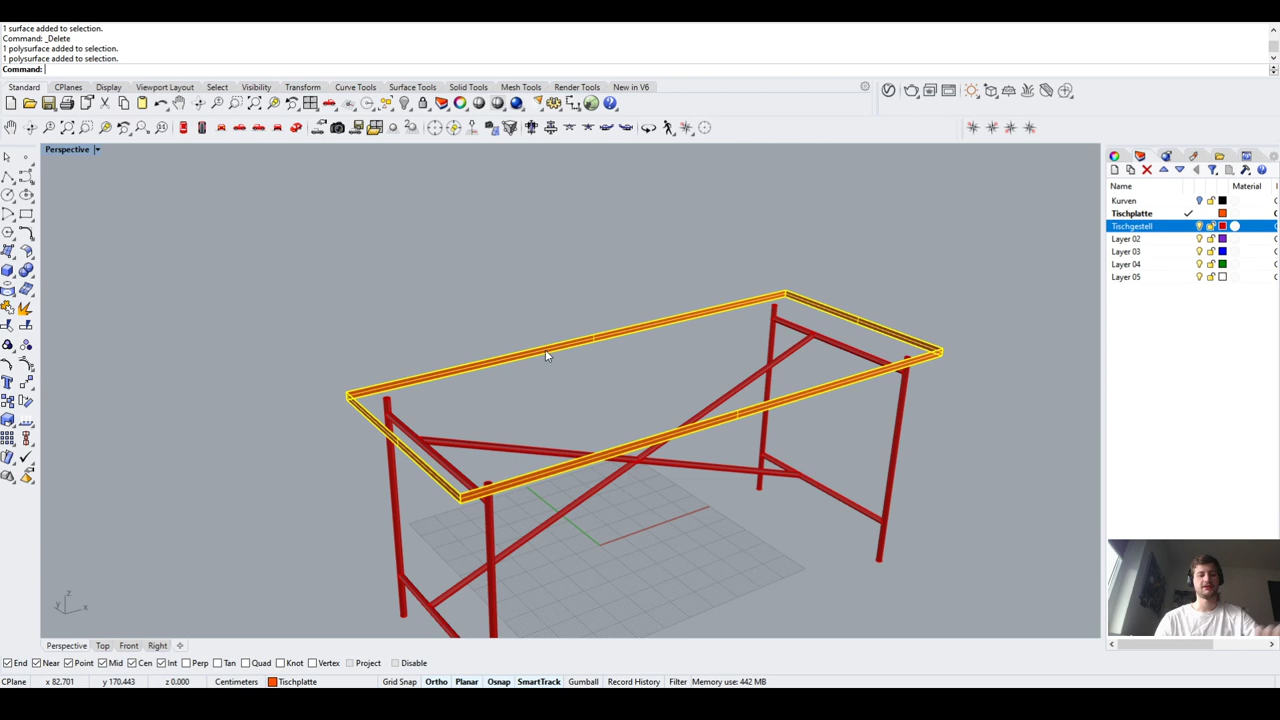 1 surface added to selection.
Command: _Delete
1 polysurface added to selection.
1 polysurface added to selection.
Command:
Standard CPlanes Display Viewport Layout Select Visibility Transform Curve Tools Surface Tools Solid Tools Mesh Tools Render Tools New in V6
Perspective
Name Material
Kurven
Tischplatte
Tischgestell
Layer 02
Layer 03
Layer 04
Layer 05
z
y x
Perspective Top Front Right
End Near Point Mid Cen Int Perp Tan Quad Knot Vertex Project Disable
CPlane x 82.701 y 170.443 z 0.000 Centimeters Tischplatte Grid Snap Ortho Planar Osnap SmartTrack Gumball Record History Filter Memory use: 442 MB